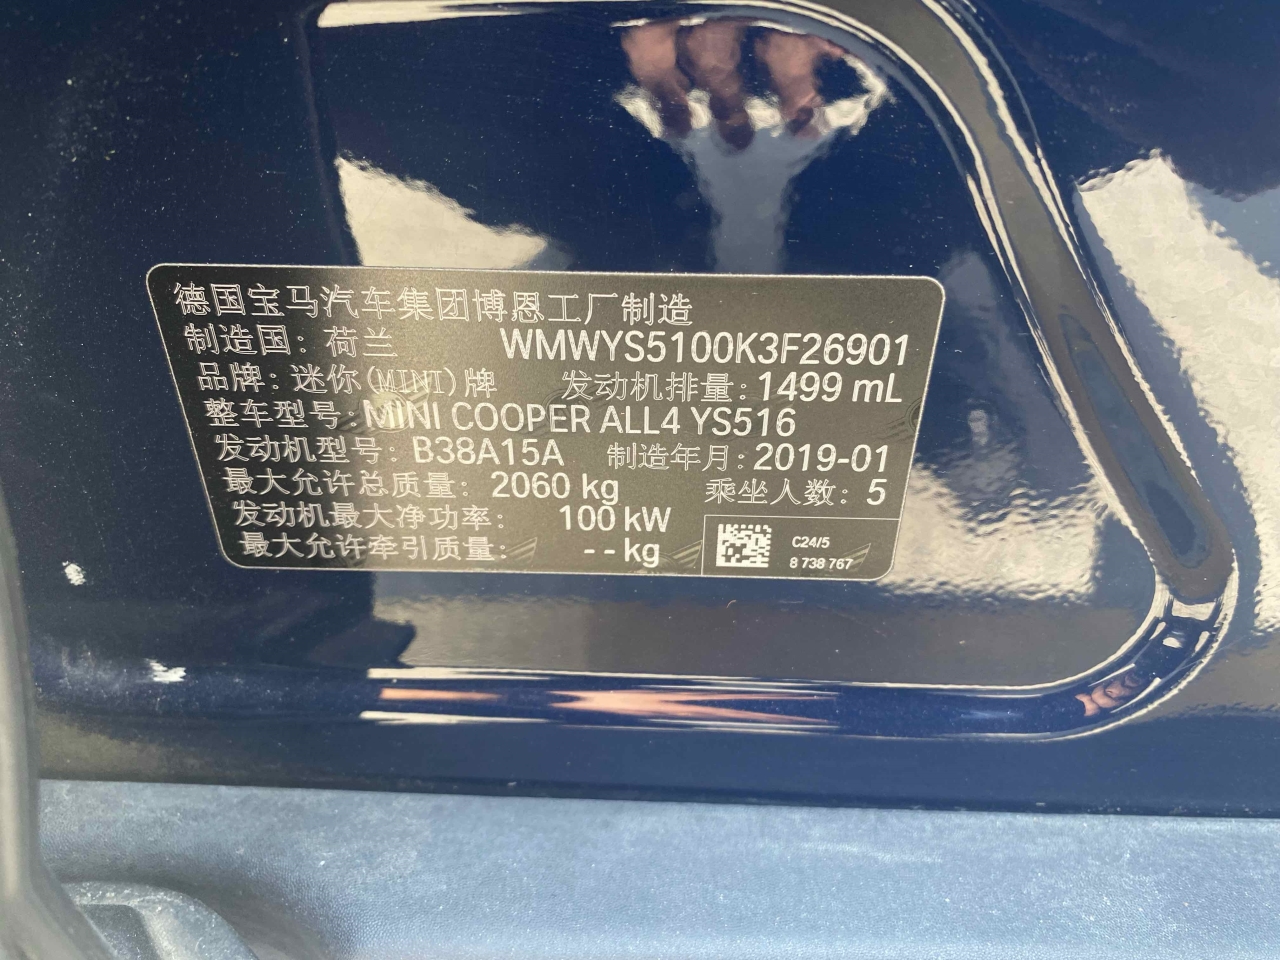 德国宝马汽车集团博恩工厂制造
制造国：荷兰 WMWYS5100K3F26901
品牌：迷你(MINI)牌 发动机排量：1499 mL
整车型号：MINI COOPER ALL4 YS516
发动机型号：B38A15A 制造年月：2019-01
最大允许总质量：2060 kg 乘坐人数：5
发动机最大净功率：100 kW
最大允许牵引质量：--kg
C24/5
8 738 767